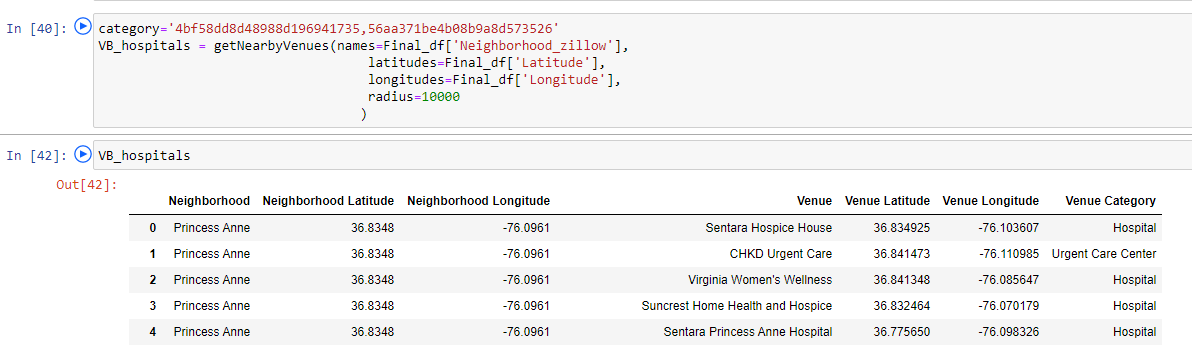 In [40]: category='4bf58dd8d48988d196941735,56aa371be4b08b9a8d573526'
VB_hospitals = getNearbyVenues(names=Final_df['Neighborhood_zillow'],
latitudes=Final_df['Latitude'],
longitudes=Final_df['Longitude'],
radius=10000
)
In [42]: VB_hospitals
Out[42]:
Neighborhood Neighborhood Latitude Neighborhood Longitude Venue Venue Latitude Venue Longitude Venue Category
0 Princess Anne 36.8348 -76.0961 Sentara Hospice House 36.834925 -76.103607 Hospital
1 Princess Anne 36.8348 -76.0961 CHKD Urgent Care 36.841473 -76.110985 Urgent Care Center
2 Princess Anne 36.8348 -76.0961 Virginia Women's Wellness 36.841348 -76.085647 Hospital
3 Princess Anne 36.8348 -76.0961 Suncrest Home Health and Hospice 36.832464 -76.070179 Hospital
4 Princess Anne 36.8348 -76.0961 Sentara Princess Anne Hospital 36.775650 -76.098326 Hospital